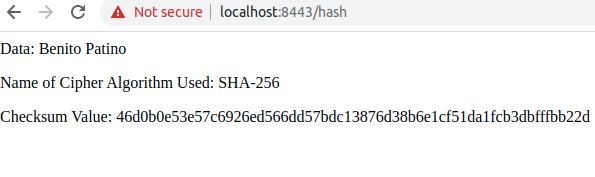 Not secure | localhost:8443/hash
Data: Benito Patino
Name of Cipher Algorithm Used: SHA-256
Checksum Value: 46d0b0e53e57c6926ed566dd57bdc13876d38b6e1cf51da1fcb3dbfffbb22d